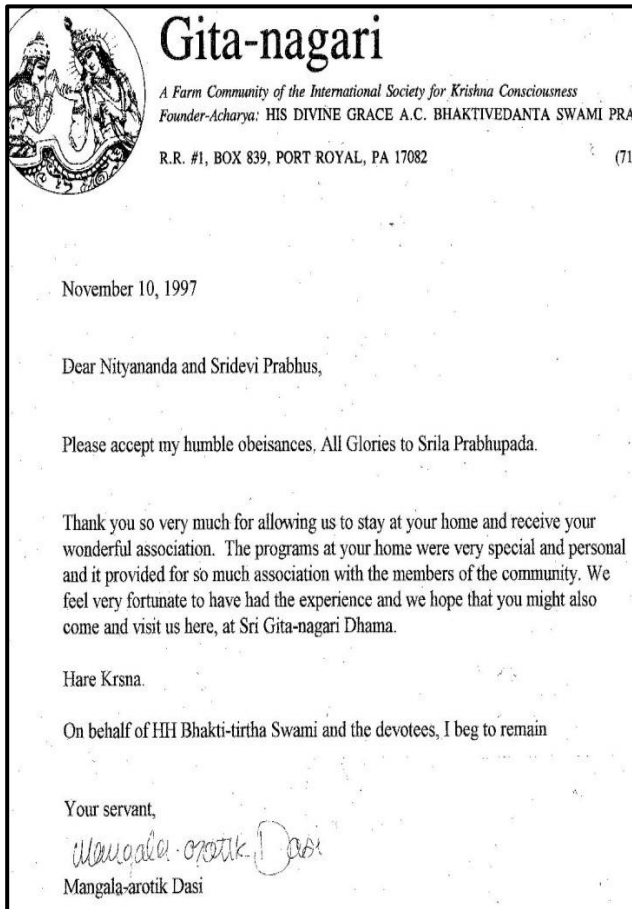 Gita-nagari
A Farm Community of the International Society for Krishna Consciousness
Founder-Acharya: HIS DIVINE GRACE A.C. BHAKTIVEDANTA SWAMI PRA
R.R. #1, BOX 839, PORT ROYAL, PA 17082 (71
November 10, 1997
Dear Nityananda and Sridevi Prabhus,
Please accept my humble obeisances, All Glories to Srila Prabhupada.
Thank you so very much for allowing us to stay at your home and receive your
wonderful association. The programs at your home were very special and personal
and it provided for so much association with the members of the community. We
feel very fortunate to have had the experience and we hope that you might also
come and visit us here, at Sri Gita-nagari Dhama.
Hare Krsna.
On behalf of HH Bhakti-tirtha Swami and the devotees, I beg to remain
Your servant,
Mangala-arotik Dasi
Mangala-arotik Dasi